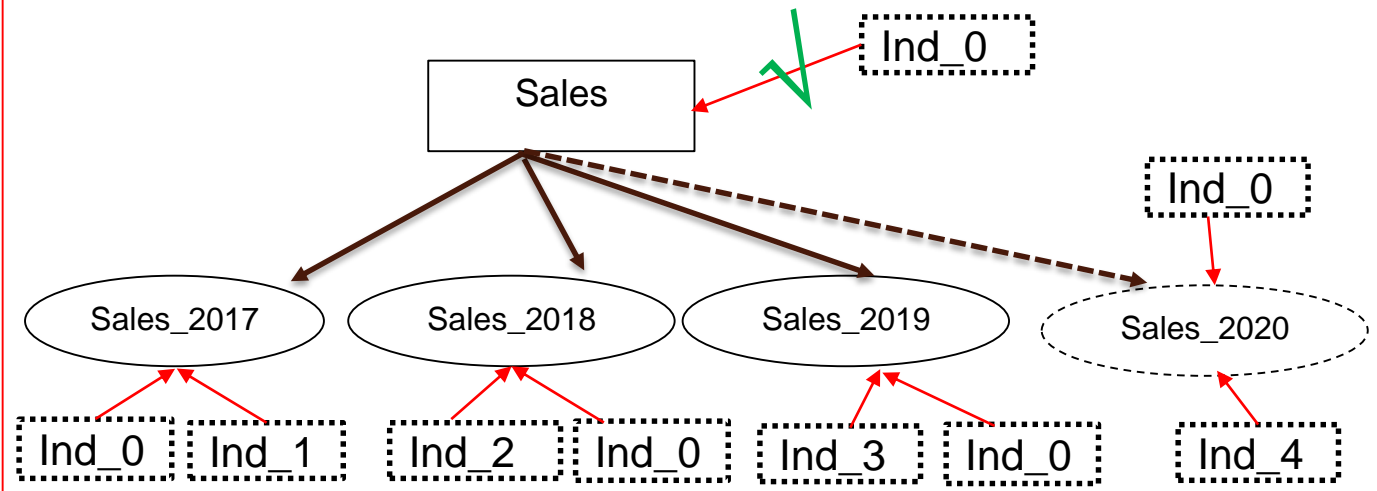 Ind_0
Sales
Ind_0
Sales_2017
Sales_2018
Sales_2019
Sales_2020
Ind_0
Ind_1
Ind_2
Ind_0
Ind_3
Ind_0
Ind_4